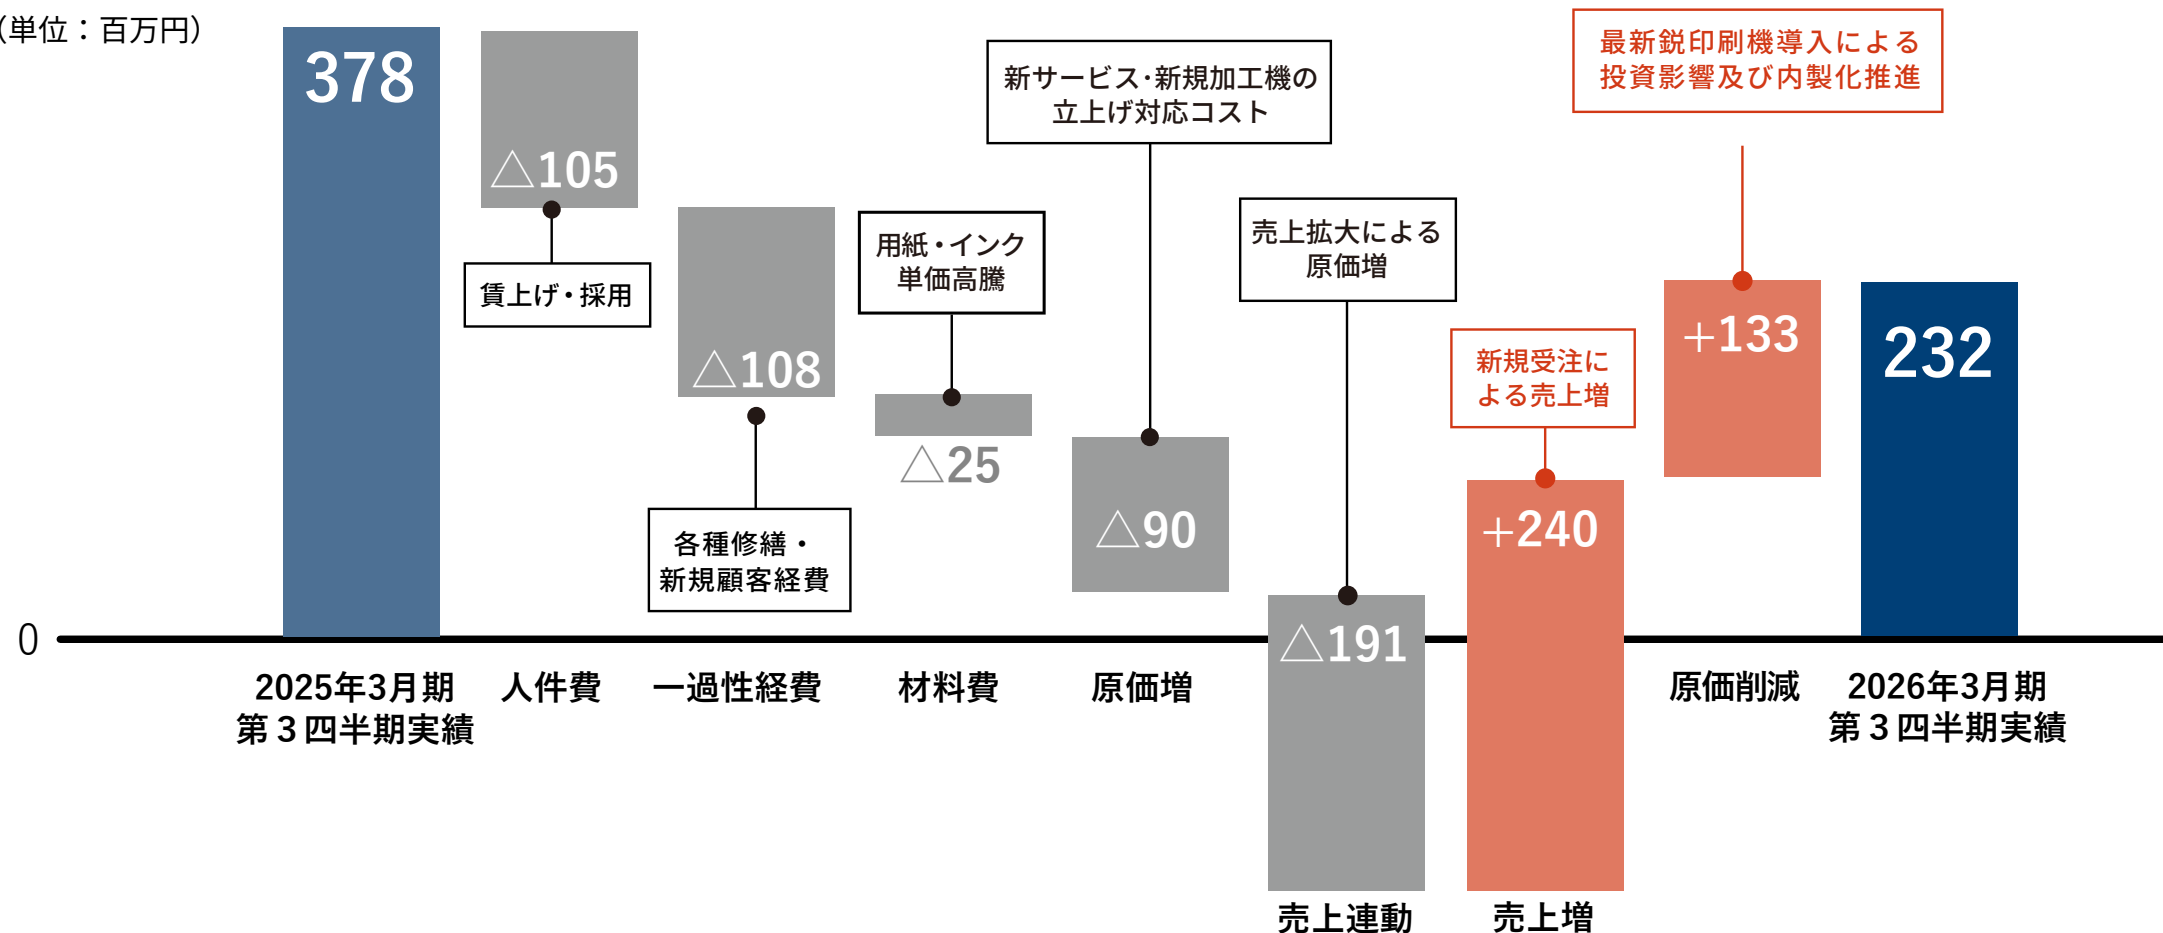 （単位：百万円）
378
△105
賃上げ・採用
△108
各種修繕・
新規顧客経費
用紙・インク
単価高騰
△25
新サービス・新規加工機の
立上げ対応コスト
△90
売上拡大による
原価増
△191
新規受注に
よる売上増
+240
最新鋭印刷機導入による
投資影響及び内製化推進
+133
232
0
2025年3月期
第３四半期実績
人件費
一過性経費
材料費
原価増
売上連動
売上増
原価削減
2026年3月期
第３四半期実績